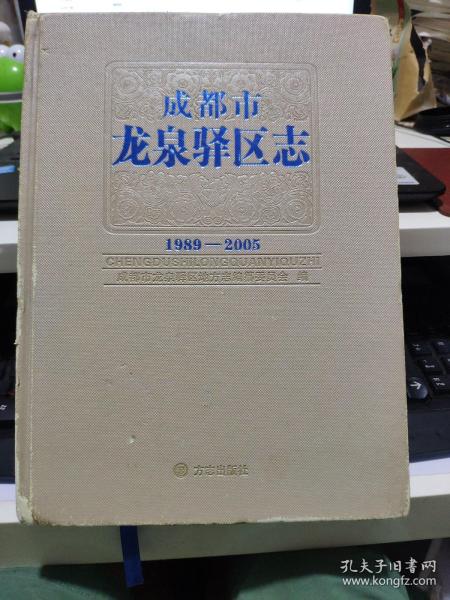 成都市
龙泉驿区志
1989—2005
CHENGDUSHILONGQUANYIQUZHI
成都市龙泉驿区地方志编纂委员会 编
方志出版社
孔夫子旧书网
www.kongfz.com